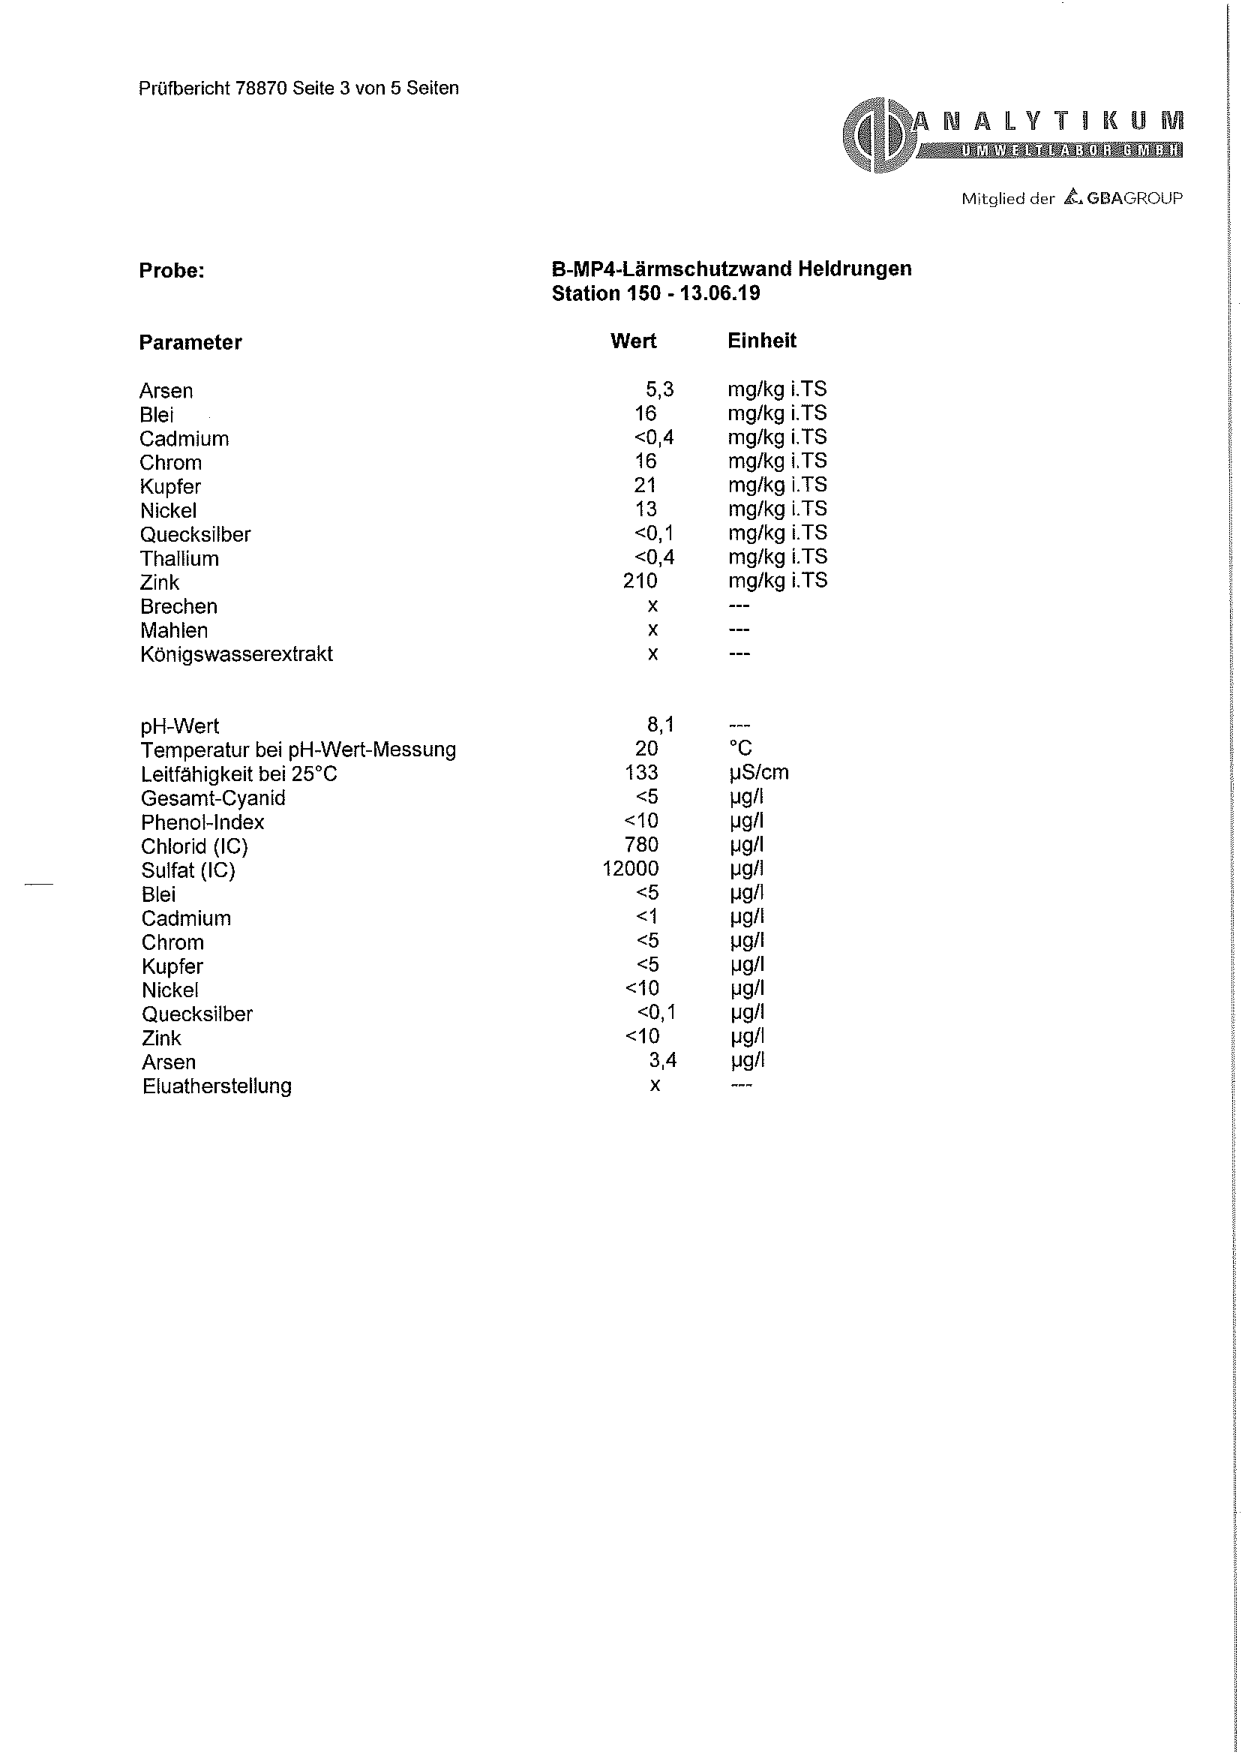 Prüfbericht 78870 Seite 3 von 5 Seiten
ANALYTIKUM
UMWELTLABOR GMBH
Mitglied der GBAGROUP
Probe: B-MP4-Lärmschutzwand Heldrungen
Station 150 - 13.06.19
Parameter Wert Einheit
Arsen 5,3 mg/kg i.TS
Blei 16 mg/kg i.TS
Cadmium <0,4 mg/kg i.TS
Chrom 16 mg/kg i.TS
Kupfer 21 mg/kg i.TS
Nickel 13 mg/kg i.TS
Quecksilber <0,1 mg/kg i.TS
Thallium <0,4 mg/kg i.TS
Zink 210 mg/kg i.TS
Brechen x ---
Mahlen x ---
Königswasserextrakt x ---
pH-Wert 8,1 ---
Temperatur bei pH-Wert-Messung 20 °C
Leitfähigkeit bei 25°C 133 µS/cm
Gesamt-Cyanid <5 µg/l
Phenol-Index <10 µg/l
Chlorid (IC) 780 µg/l
Sulfat (IC) 12000 µg/l
Blei <5 µg/l
Cadmium <1 µg/l
Chrom <5 µg/l
Kupfer <5 µg/l
Nickel <10 µg/l
Quecksilber <0,1 µg/l
Zink <10 µg/l
Arsen 3,4 µg/l
Eluatherstellung x ---